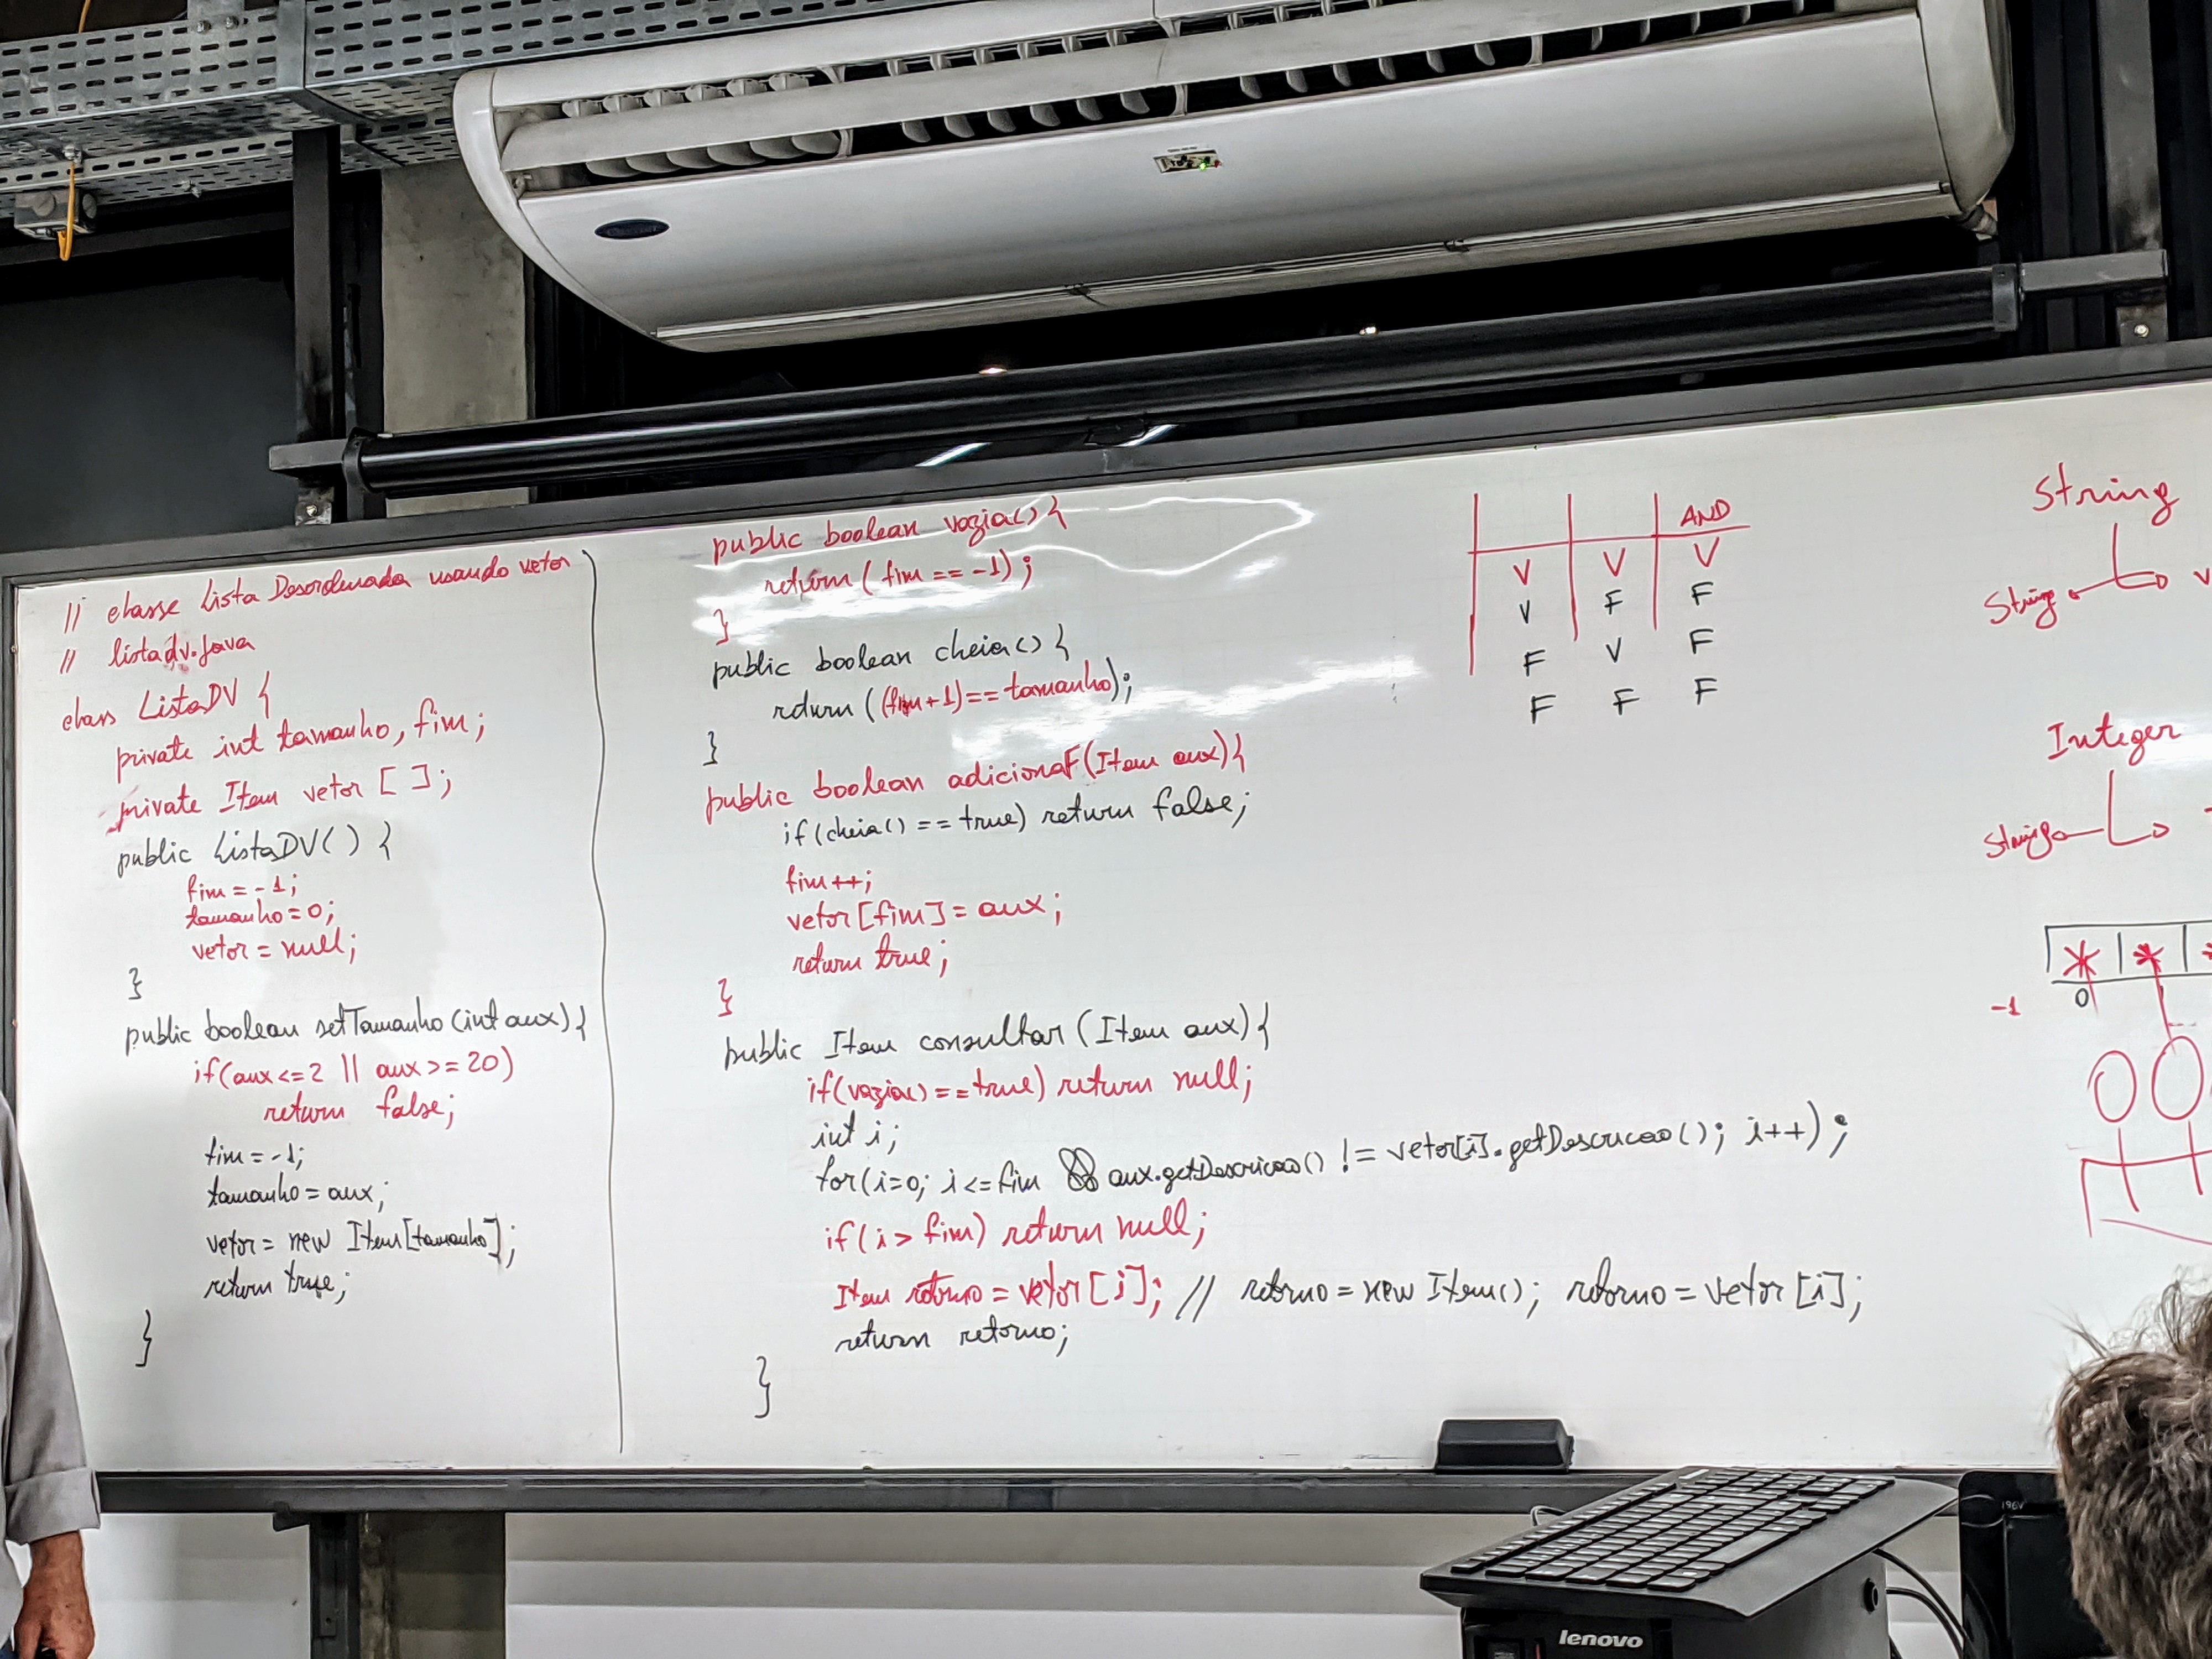 // classe Lista Desordenada usando vetor
// listadv.java
class ListaDV {
private int tamanho, fim;
private Item vetor [ ];
public ListaDV() {
fim = -1;
tamanho = 0;
vetor = null;
}
public boolean setTamanho (int aux) {
if(aux <= 2 || aux >= 20)
return false;
fim = -1;
tamanho = aux;
vetor = new Item[tamanho];
return true;
}
public boolean vazia() {
return ( fim == -1);
}
public boolean cheia() {
return ((fim+1) == tamanho);
}
public boolean adicionaF(Item aux){
if(cheia() == true) return false;
fim++;
vetor[fim] = aux;
return true;
}
public Item consultar (Item aux) {
if(vazia() == true) return null;
int i;
for(i=0; i <= fim && aux.getDescricao() != vetor[i].getDescricao(); i++);
if( i > fim) return null;
Item retorno = vetor [i]; // retorno = new Item(); retorno = vetor [i];
return retorno;
}
AND
V V V
V F F
F V F
F F F
String
String
Integer
String
* * *
-1 0
lenovo
196V